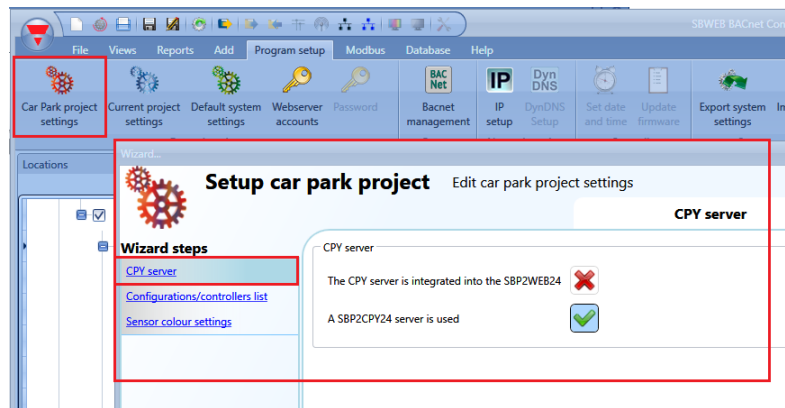 SBWEB BACnet Con
File Views Reports Add Program setup Modbus Database Help
BAC Net IP Dyn DNS
Car Park project settings Current project settings Default system settings Webserver accounts Password Bacnet management IP setup DynDNS Setup Set date and time Update firmware Export system settings
Locations
Wizard...
Setup car park project Edit car park project settings
CPY server
Wizard steps
CPY server
CPY server
The CPY server is integrated into the SBP2WEB24
Configurations/controllers list
A SBP2CPY24 server is used
Sensor colour settings